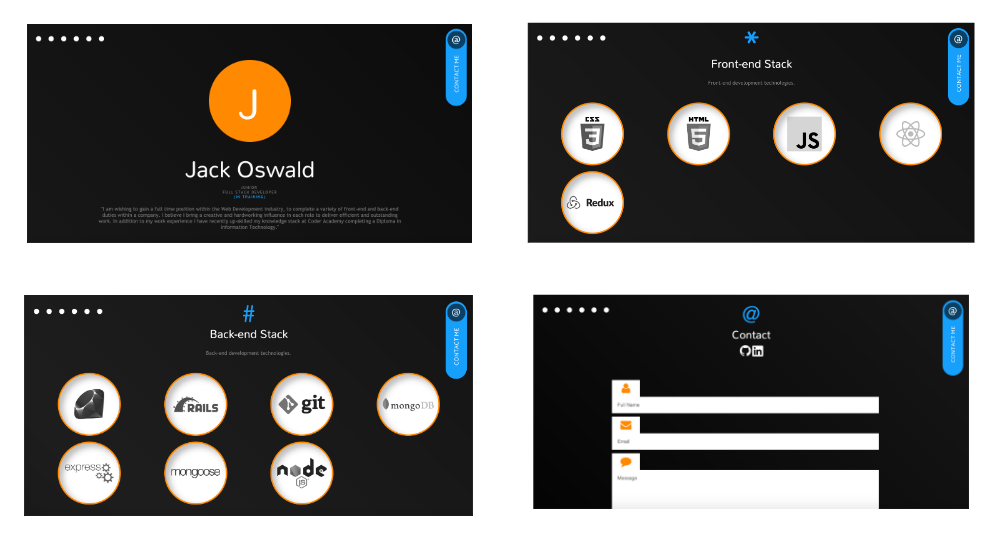 @
CONTACT ME
J
Jack Oswald
JUNIOR
FULL STACK DEVELOPER
(IN TRAINING)
"I am wishing to gain a full time position within the Web Development industry, to complete a variety of front-end and back-end
duties within a company. I believe I bring a creative and hardworking influence in each role to deliver efficient and outstanding
work. In addition to my work experience I have recently up-skilled my knowledge stack at Coder Academy completing a Diploma in
Information Technology."
*
@
CONTACT ME
Front-end Stack
Front-end development technologies.
CSS
3
HTML
5
JS
Redux
#
@
CONTACT ME
Back-end Stack
Back-end development technologies.
RAILS
git
mongoDB
express
mongoose
node
JS
@
@
CONTACT ME
Contact
in
Full Name
Email
Message